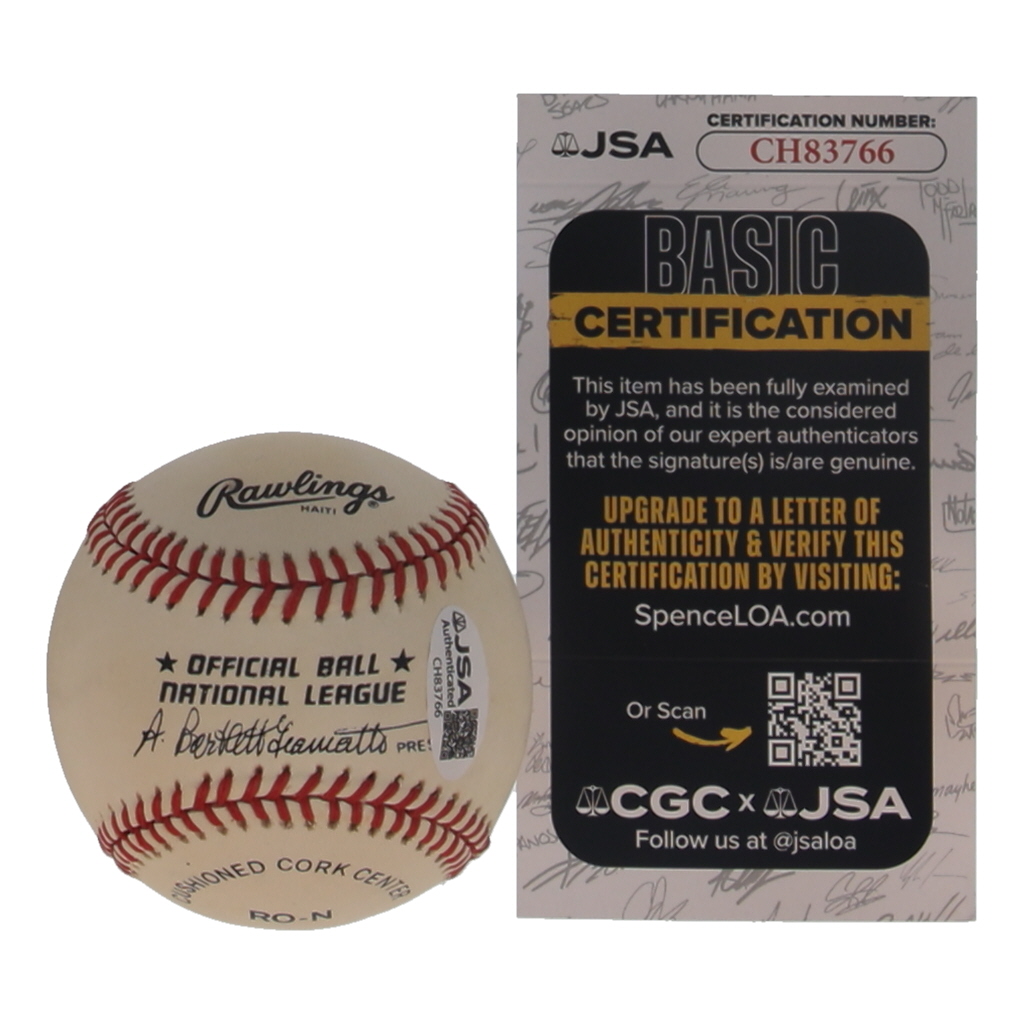 Rawlings®
HAITI
★ OFFICIAL BALL ★
NATIONAL LEAGUE
A. Bartlett Giamatti PRES
CUSHIONED CORK CENTER
RO-N
JSA
Authenticated
CH83766
JSA
CERTIFICATION NUMBER:
CH83766
BASIC
CERTIFICATION
This item has been fully examined
by JSA, and it is the considered
opinion of our expert authenticators
that the signature(s) is/are genuine.
UPGRADE TO A LETTER OF
AUTHENTICITY & VERIFY THIS
CERTIFICATION BY VISITING:
SpenceLOA.com
Or Scan
CGC x JSA
Follow us at @jsaloa